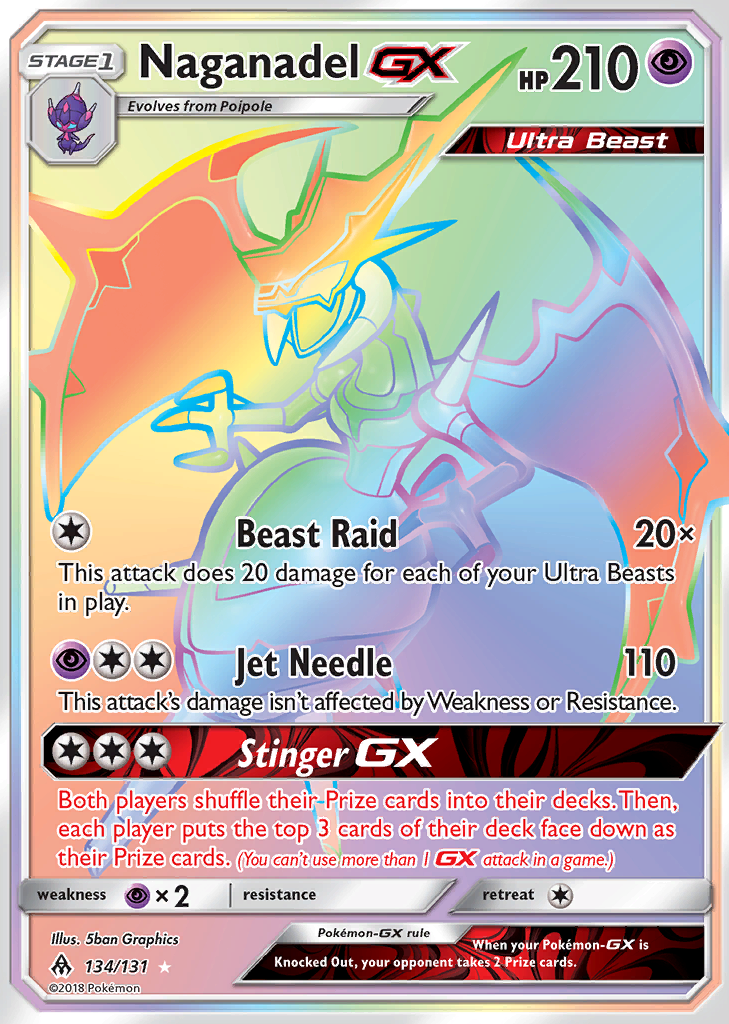 STAGE 1 Naganadel GX HP 210
Evolves from Poipole
Ultra Beast
Beast Raid 20×
This attack does 20 damage for each of your Ultra Beasts
in play.
Jet Needle 110
This attack's damage isn't affected by Weakness or Resistance.
Stinger GX
Both players shuffle their Prize cards into their decks. Then,
each player puts the top 3 cards of their deck face down as
their Prize cards. (You can't use more than 1 GX attack in a game.)
weakness × 2 resistance retreat
Illus. 5ban Graphics
134/131
©2018 Pokémon
Pokémon-GX rule
When your Pokémon-GX is
Knocked Out, your opponent takes 2 Prize cards.